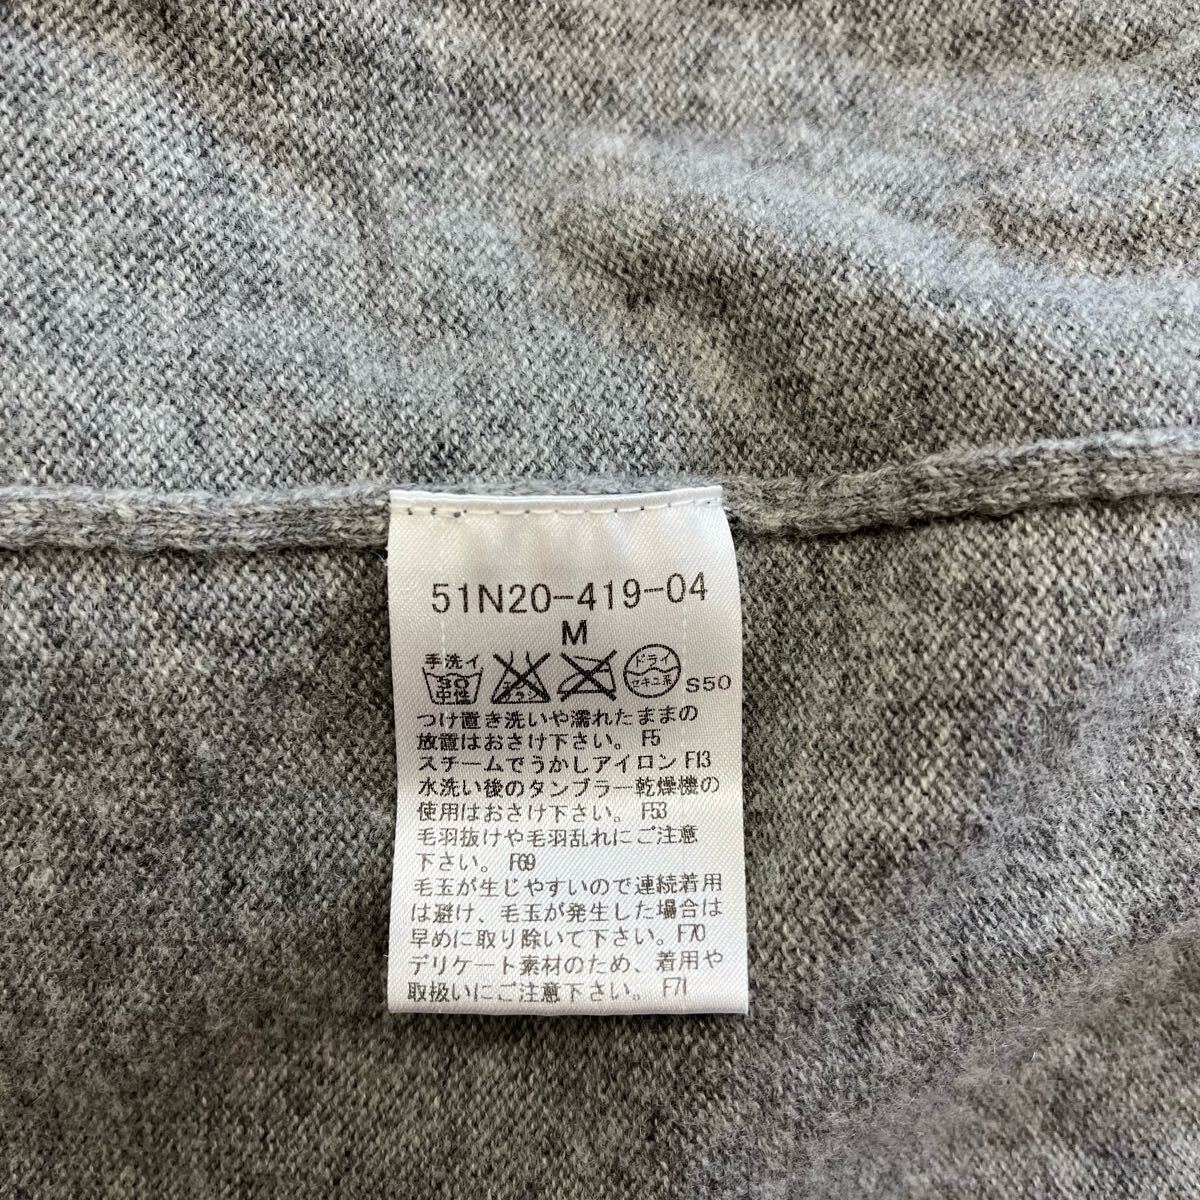 51N20-419-04
M
手洗イ
30
中性
エンソ
サラシ
ドライ
セキユ系
S50
つけ置き洗いや濡れたままの
放置はおさけ下さい。 F5
スチームでうかしアイロン F13
水洗い後のタンブラー乾燥機の
使用はおさけ下さい。 F53
毛羽抜けや毛羽乱れにご注意
下さい。 F69
毛玉が生じやすいので連続着用
は避け、毛玉が発生した場合は
早めに取り除いて下さい。F70
デリケート素材のため、着用や
取扱いにご注意下さい。 F71